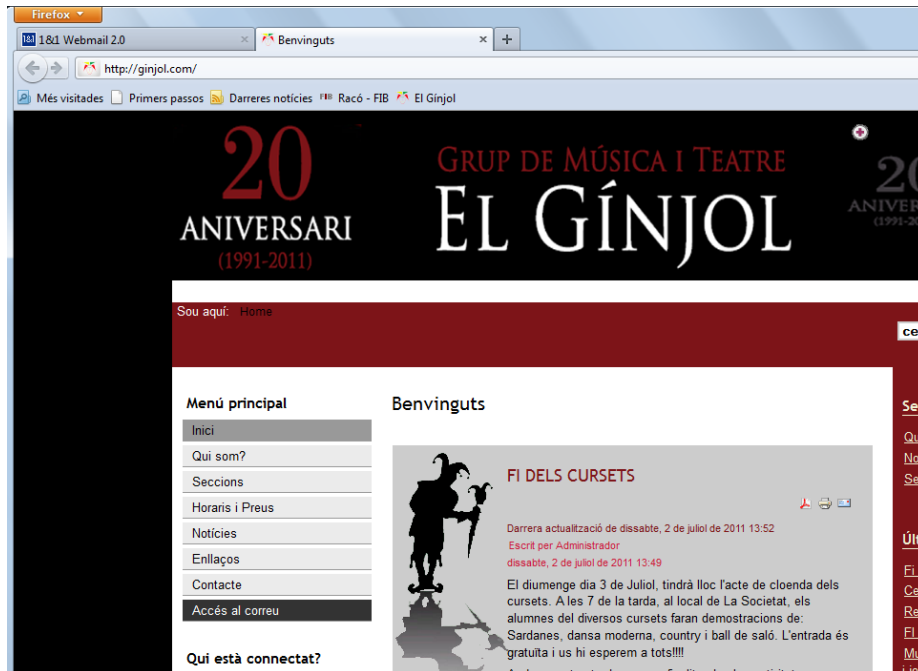 Firefox
1&1 Webmail 2.0
Benvinguts
http://ginjol.com/
Més visitades Primers passos Darreres notícies FIB Racó - FIB El Gínjol
20
ANIVERSARI
(1991-2011)
GRUP DE MÚSICA I TEATRE
EL GÍNJOL
Sou aquí: Home
Menú principal
Inici
Qui som?
Seccions
Horaris i Preus
Notícies
Enllaços
Contacte
Accés al correu
Qui està connectat?
Benvinguts
FI DELS CURSETS
Darrera actualització de dissabte, 2 de juliol de 2011 13:52
Escrit per Administrador
dissabte, 2 de juliol de 2011 13:49
El diumenge dia 3 de Juliol, tindrà lloc l'acte de cloenda dels
cursets. A les 7 de la tarda, al local de La Societat, els
alumnes del diversos cursets faran demostracions de:
Sardanes, dansa moderna, country i ball de saló. L'entrada és
gratuïta i us hi esperem a tots!!!!